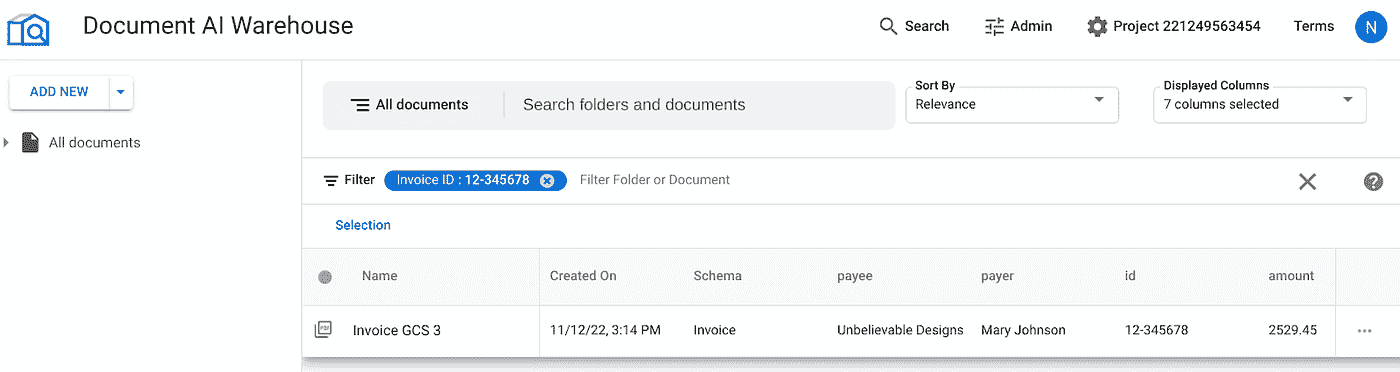 Document AI Warehouse
Search
Admin
Project 221249563454
Terms
N
ADD NEW
All documents
All documents
Search folders and documents
Sort By
Relevance
Displayed Columns
7 columns selected
Filter
Invoice ID : 12-345678
Filter Folder or Document
Selection
Name Created On Schema payee payer id amount
PDF Invoice GCS 3 11/12/22, 3:14 PM Invoice Unbelievable Designs Mary Johnson 12-345678 2529.45